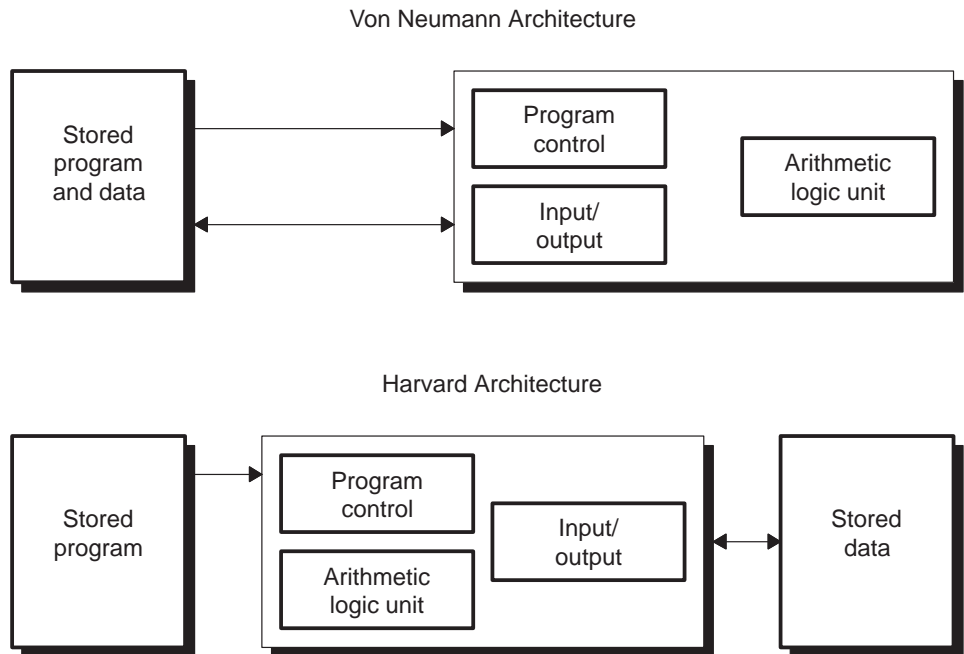 Von Neumann Architecture
Stored
program
and data
Program
control
Input/
output
Arithmetic
logic unit
Harvard Architecture
Stored
program
Program
control
Arithmetic
logic unit
Input/
output
Stored
data